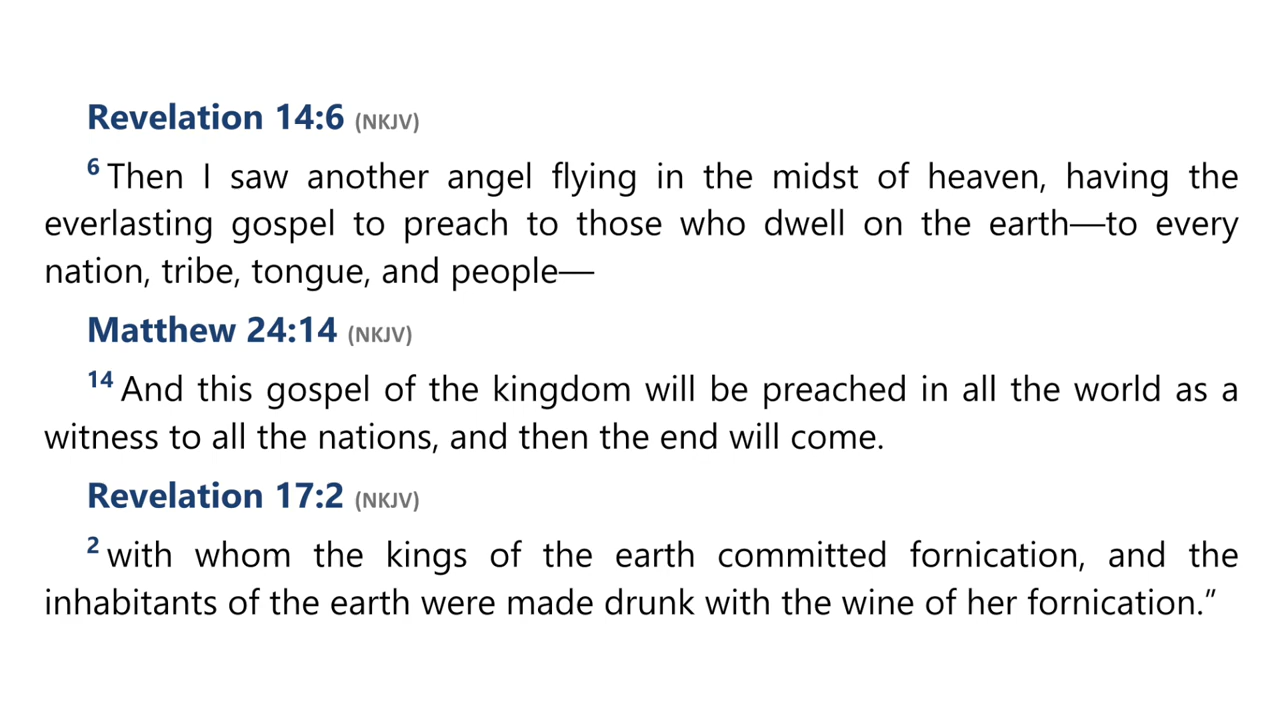 Revelation 14:6 (NKJV)
6 Then I saw another angel flying in the midst of heaven, having the
everlasting gospel to preach to those who dwell on the earth—to every
nation, tribe, tongue, and people—
Matthew 24:14 (NKJV)
14 And this gospel of the kingdom will be preached in all the world as a
witness to all the nations, and then the end will come.
Revelation 17:2 (NKJV)
2 with whom the kings of the earth committed fornication, and the
inhabitants of the earth were made drunk with the wine of her fornication.”